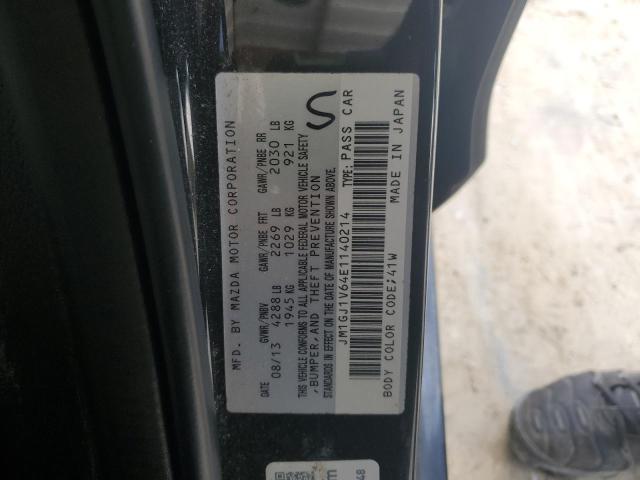 MFD. BY MAZDA MOTOR CORPORATION
DATE GVWR/PNBV GAWR/PNBE FRT GAWR/PNBE RR
08/13 4288 LB 2269 LB 2030 LB
1945 KG 1029 KG 921 KG
THIS VEHICLE CONFORMS TO ALL APPLICABLE FEDERAL MOTOR VEHICLE SAFETY
,BUMPER,AND THEFT PREVENTION
STANDARDS IN EFFECT ON THE DATE OF MANUFACTURE SHOWN ABOVE.
JM1GJ1V64E1140214 TYPE: PASS CAR
BODY COLOR CODE;41W MADE IN JAPAN
S